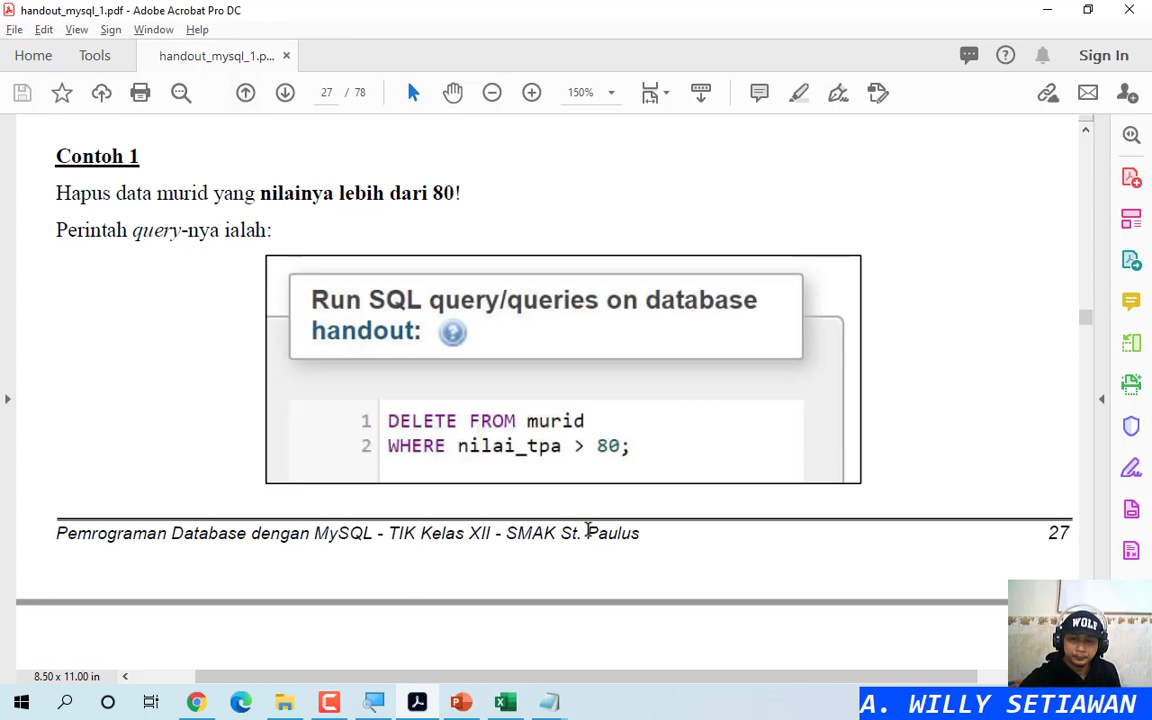 handout_mysql_1.pdf - Adobe Acrobat Pro DC
File Edit View Sign Window Help
Home Tools handout_mysql_1.p... × Sign In
27 / 78 150%
Contoh 1
Hapus data murid yang nilainya lebih dari 80!
Perintah query-nya ialah:
Run SQL query/queries on database
handout:
1 DELETE FROM murid
2 WHERE nilai_tpa > 80;
Pemrograman Database dengan MySQL - TIK Kelas XII - SMAK St. Paulus 27
WOLF
8.50 x 11.00 in
A. WILLY SETIAWAN